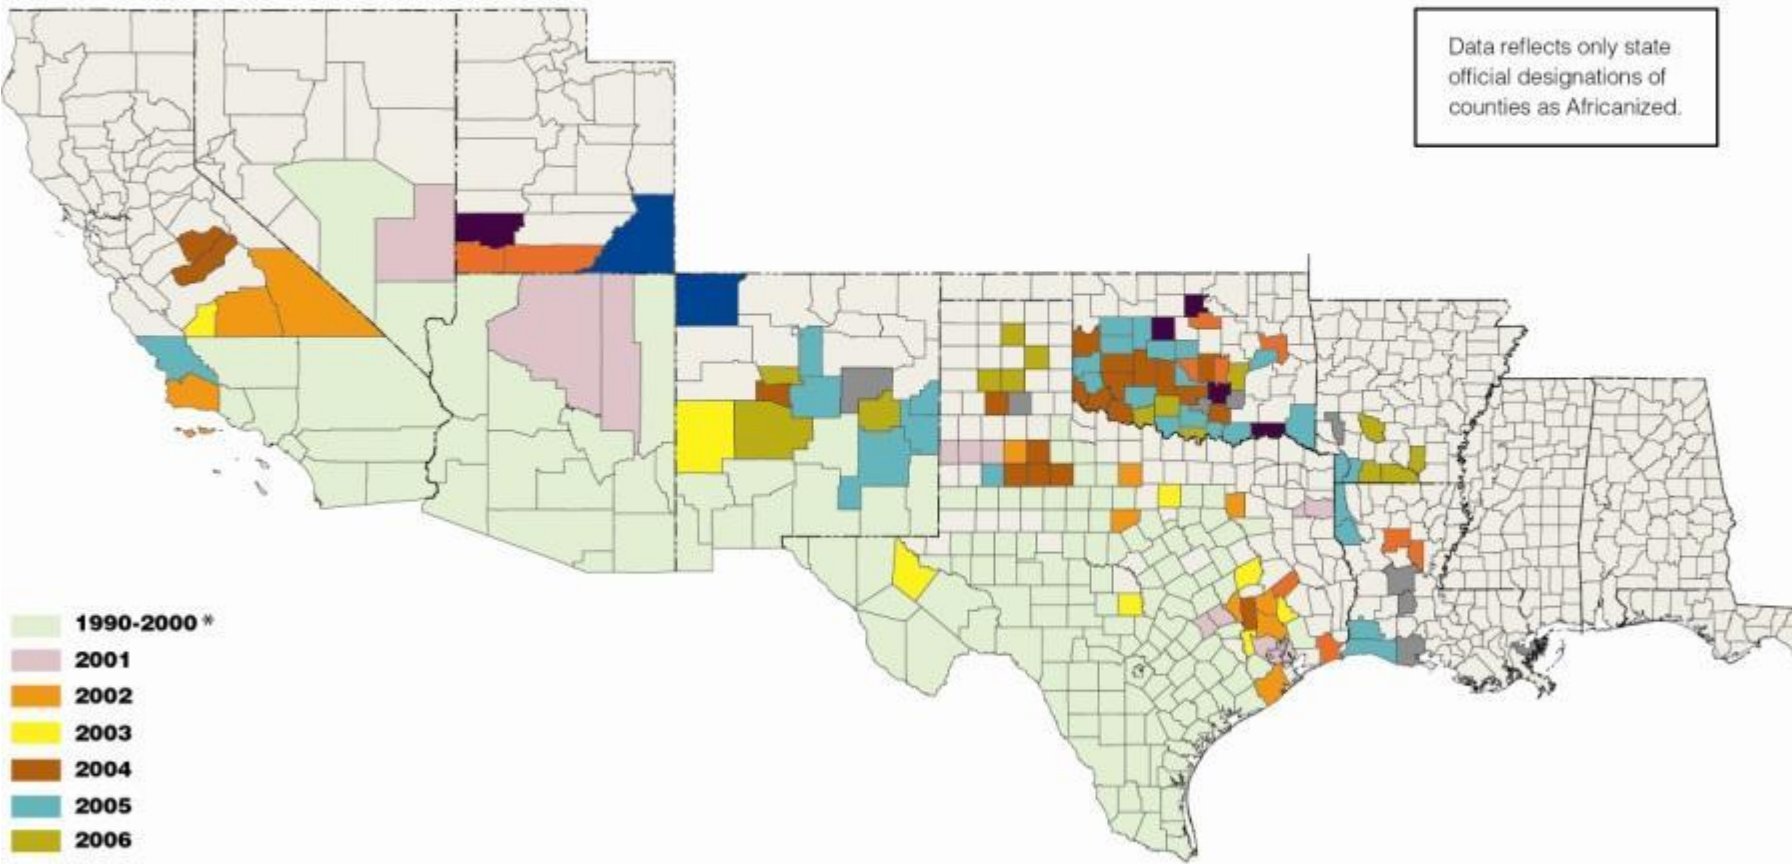 Data reflects only state
official designations of
counties as Africanized.
1990-2000 *
2001
2002
2003
2004
2005
2006